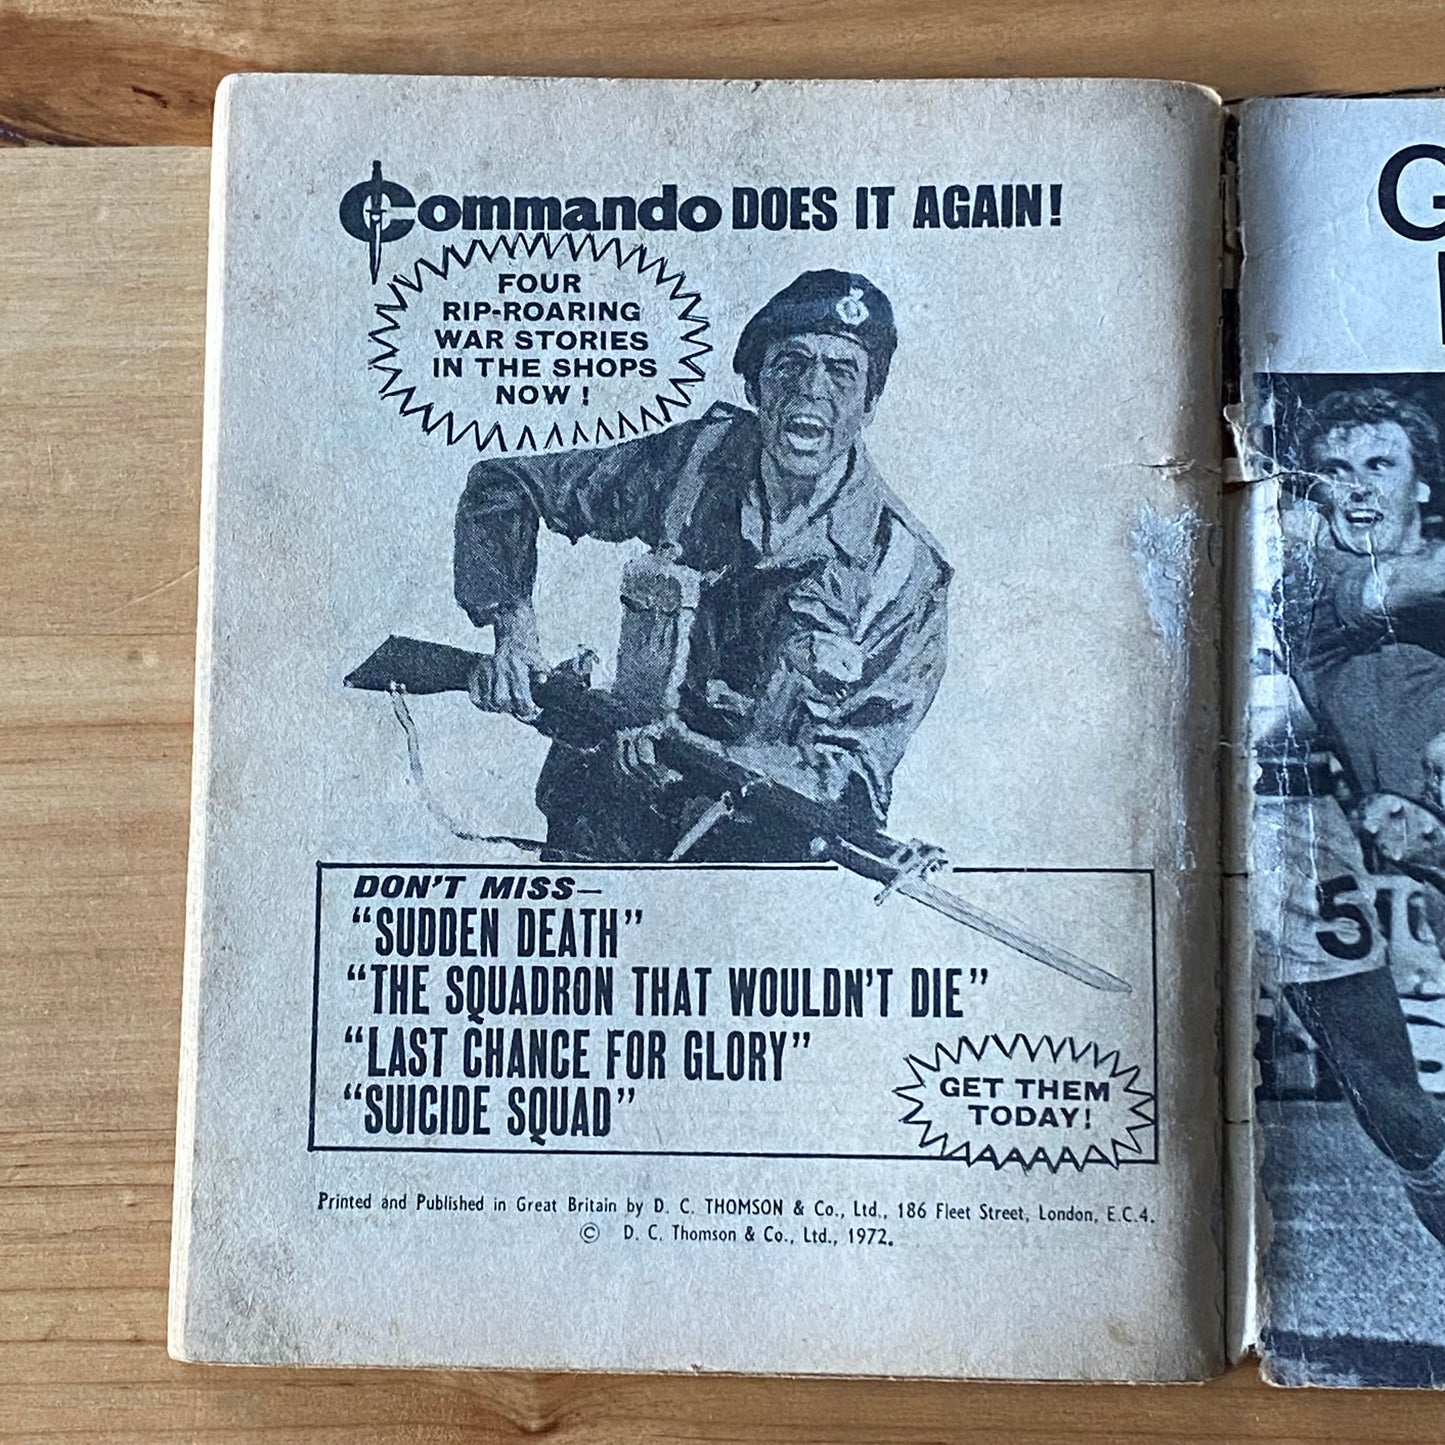 Commando DOES IT AGAIN!
FOUR
RIP-ROARING
WAR STORIES
IN THE SHOPS
NOW!
DON'T MISS—
"SUDDEN DEATH"
"THE SQUADRON THAT WOULDN'T DIE"
"LAST CHANCE FOR GLORY"
"SUICIDE SQUAD"
GET THEM
TODAY!
Printed and Published in Great Britain by D. C. THOMSON & Co., Ltd., 186 Fleet Street, London, E.C.4.
© D. C. Thomson & Co., Ltd., 1972.
G
5